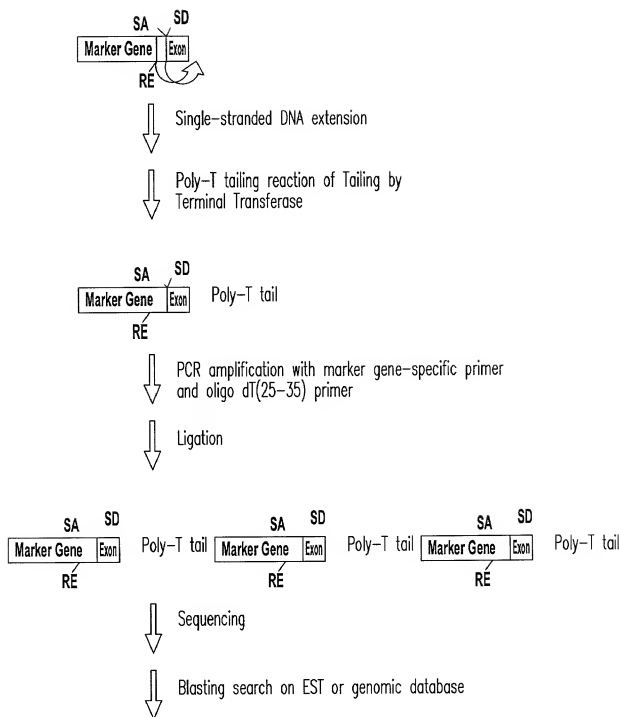 SA SD
Marker Gene Exon
RE
Single-stranded DNA extension
Poly-T tailing reaction of Tailing by
Terminal Transferase
SA SD
Marker Gene Exon Poly-T tail
RE
PCR amplification with marker gene-specific primer
and oligo dT(25-35) primer
Ligation
SA SD SA SD SA SD
Marker Gene Exon Poly-T tail Marker Gene Exon Poly-T tail Marker Gene Exon Poly-T tail
RE RE RE
Sequencing
Blasting search on EST or genomic database